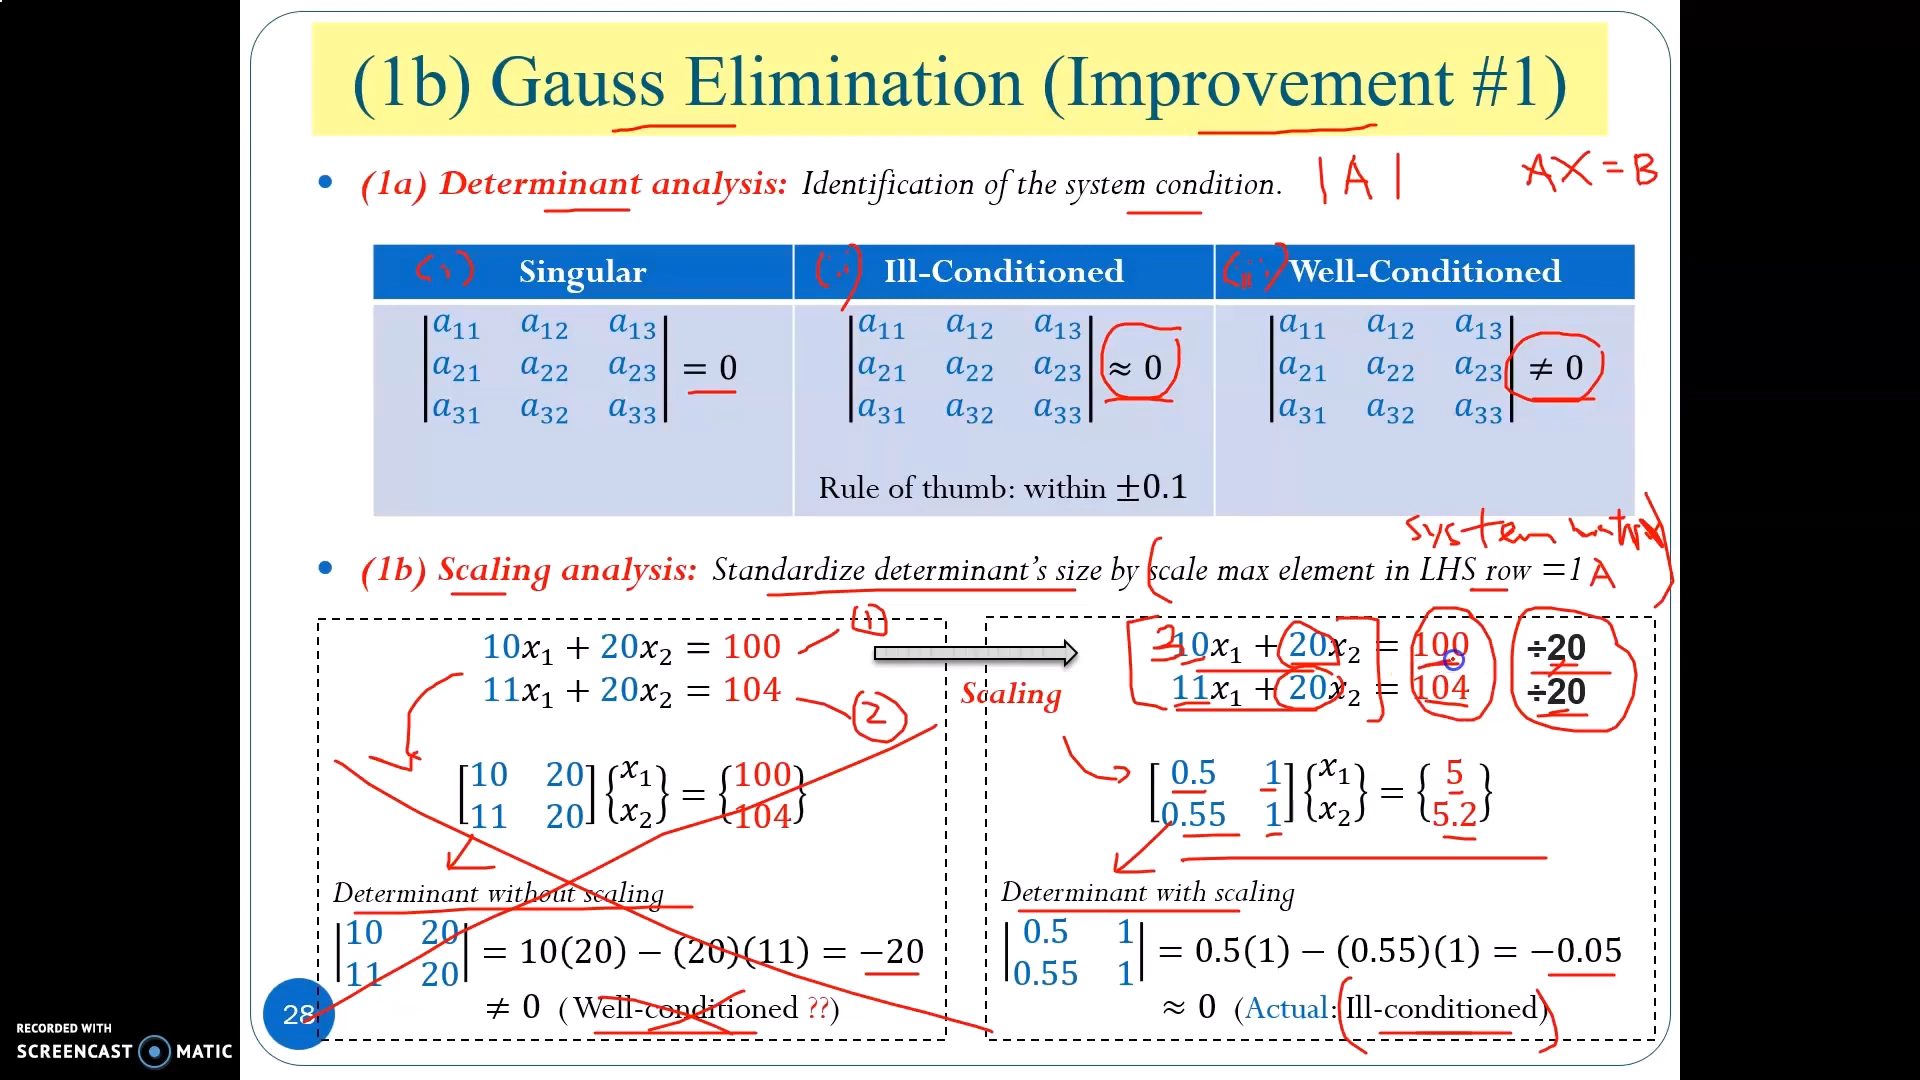 (1b) Gauss Elimination (Improvement #1)
• (1a) Determinant analysis: Identification of the system condition. |A| AX = B
(i) Singular (ii) Ill-Conditioned (iii) Well-Conditioned
|a₁₁ a₁₂ a₁₃| |a₁₁ a₁₂ a₁₃| |a₁₁ a₁₂ a₁₃|
|a₂₁ a₂₂ a₂₃| = 0 |a₂₁ a₂₂ a₂₃| ≈ 0 |a₂₁ a₂₂ a₂₃| ≠ 0
|a₃₁ a₃₂ a₃₃| |a₃₁ a₃₂ a₃₃| |a₃₁ a₃₂ a₃₃|
Rule of thumb: within ±0.1
system matrix
• (1b) Scaling analysis: Standardize determinant's size by scale max element in LHS row =1 A
10x₁ + 20x₂ = 100 (1)
11x₁ + 20x₂ = 104 (2)
[10 20] {x₁} = {100}
[11 20] {x₂} {104}
Determinant without scaling
|10 20| = 10(20) − (20)(11) = −20
|11 20|
≠ 0 (Well-conditioned ??)
Scaling
10x₁ + 20x₂ = 100 ÷20
11x₁ + 20x₂ = 104 ÷20
[0.5 1] {x₁} = {5}
[0.55 1] {x₂} {5.2}
Determinant with scaling
|0.5 1| = 0.5(1) − (0.55)(1) = −0.05
|0.55 1|
≈ 0 (Actual: Ill-conditioned)
28
RECORDED WITH
SCREENCAST MATIC